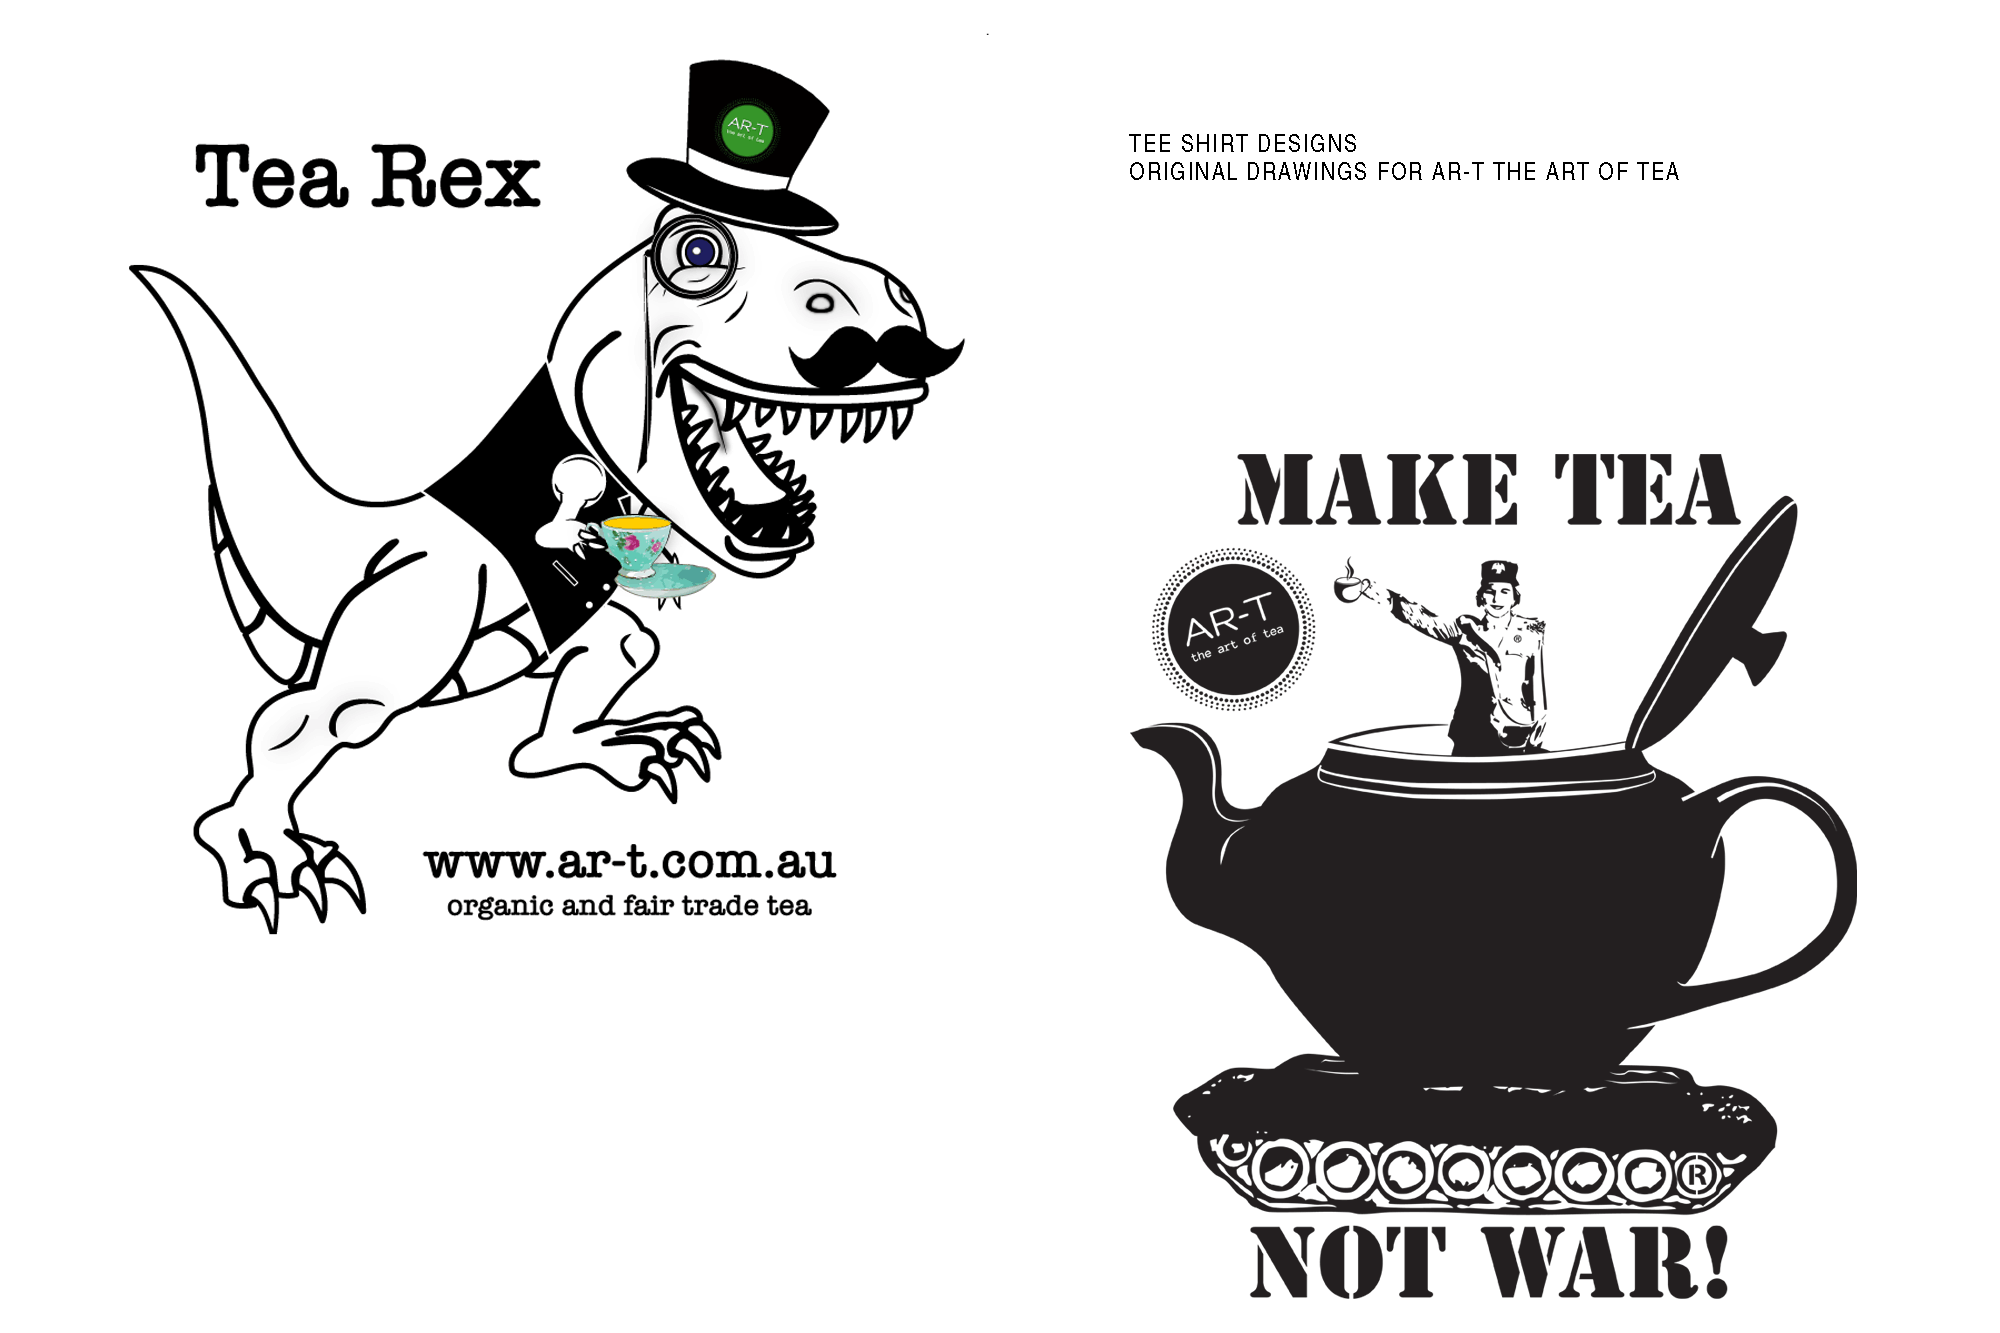 Tea Rex
AR-T
the art of tea
www.ar-t.com.au
organic and fair trade tea
TEE SHIRT DESIGNS
ORIGINAL DRAWINGS FOR AR-T THE ART OF TEA
MAKE TEA
AR-T
the art of tea
®
®
NOT WAR!